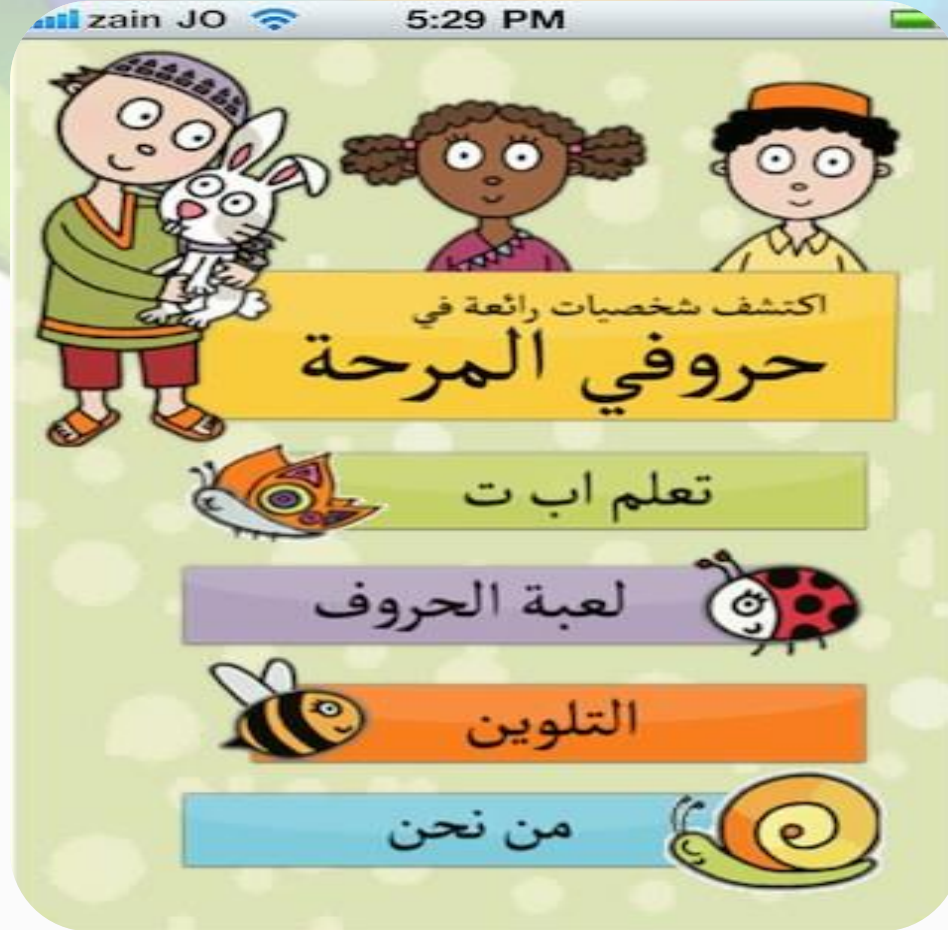 zain JO 5:29 PM
اكتشف شخصيات رائعة في
حروفي المرحة
تعلم اب ت
لعبة الحروف
التلوين
من نحن